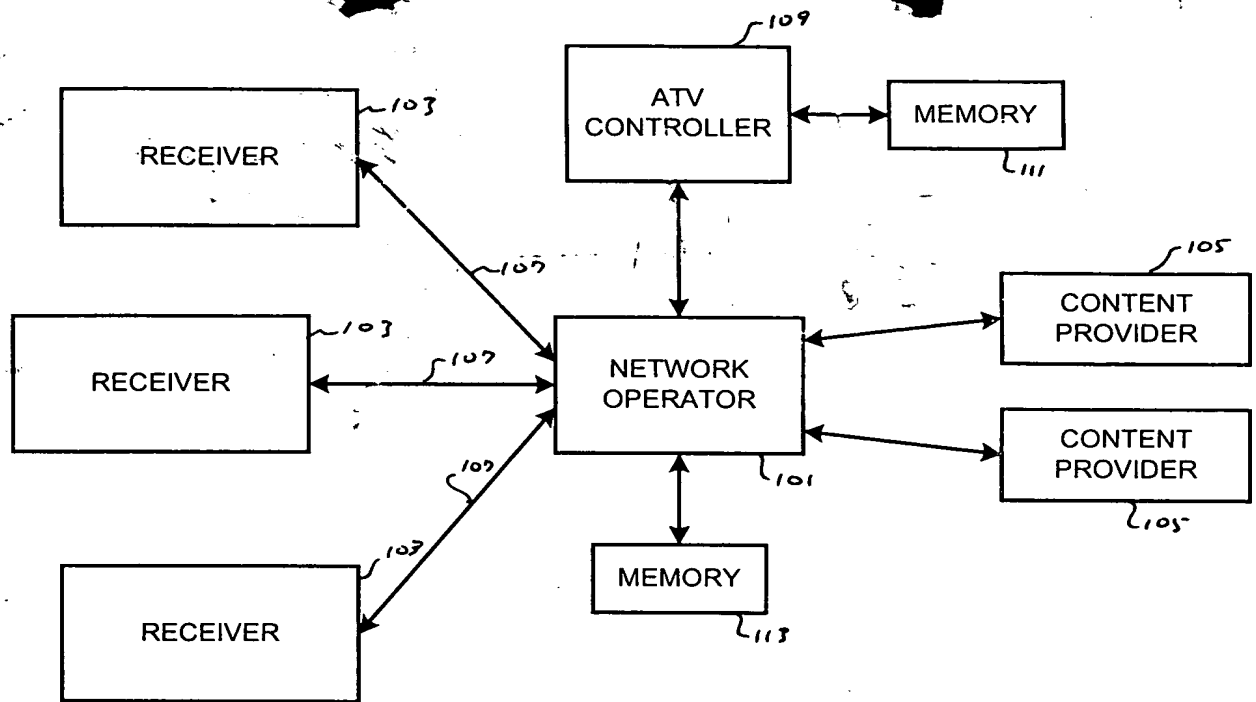 109
ATV
CONTROLLER
MEMORY
111
103
RECEIVER
107
105
CONTENT
PROVIDER
103
RECEIVER
107
NETWORK
OPERATOR
101
CONTENT
PROVIDER
105
107
103
RECEIVER
MEMORY
113